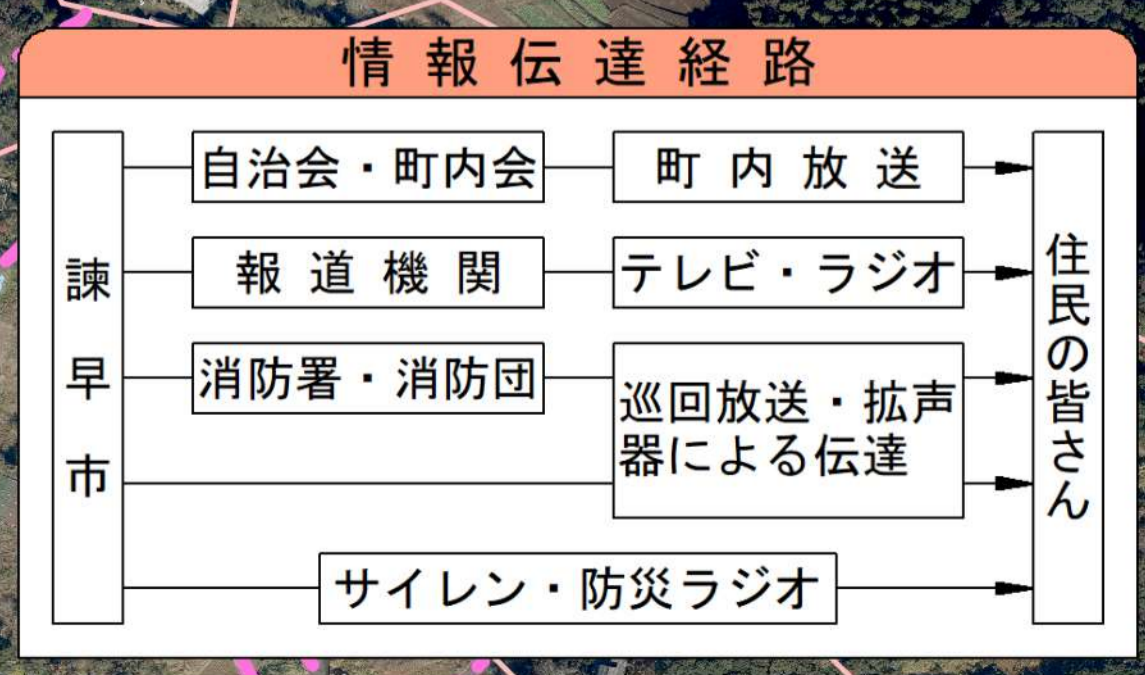 情報伝達経路
諫早市
自治会・町内会
町内放送
報道機関
テレビ・ラジオ
消防署・消防団
巡回放送・拡声
器による伝達
サイレン・防災ラジオ
住民の皆さん